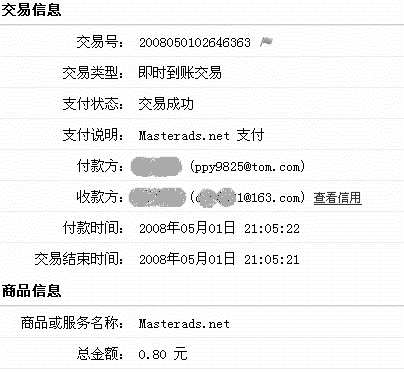 交易信息
交易号： 2008050102646363
交易类型： 即时到账交易
支付状态： 交易成功
支付说明： Masterads.net 支付
付款方： (ppy9825@tom.com)
收款方： 1@163.com) 查看信用
付款时间： 2008年05月01日 21:05:22
交易结束时间： 2008年05月01日 21:05:21
商品信息
商品或服务名称： Masterads.net
总金额： 0.80 元